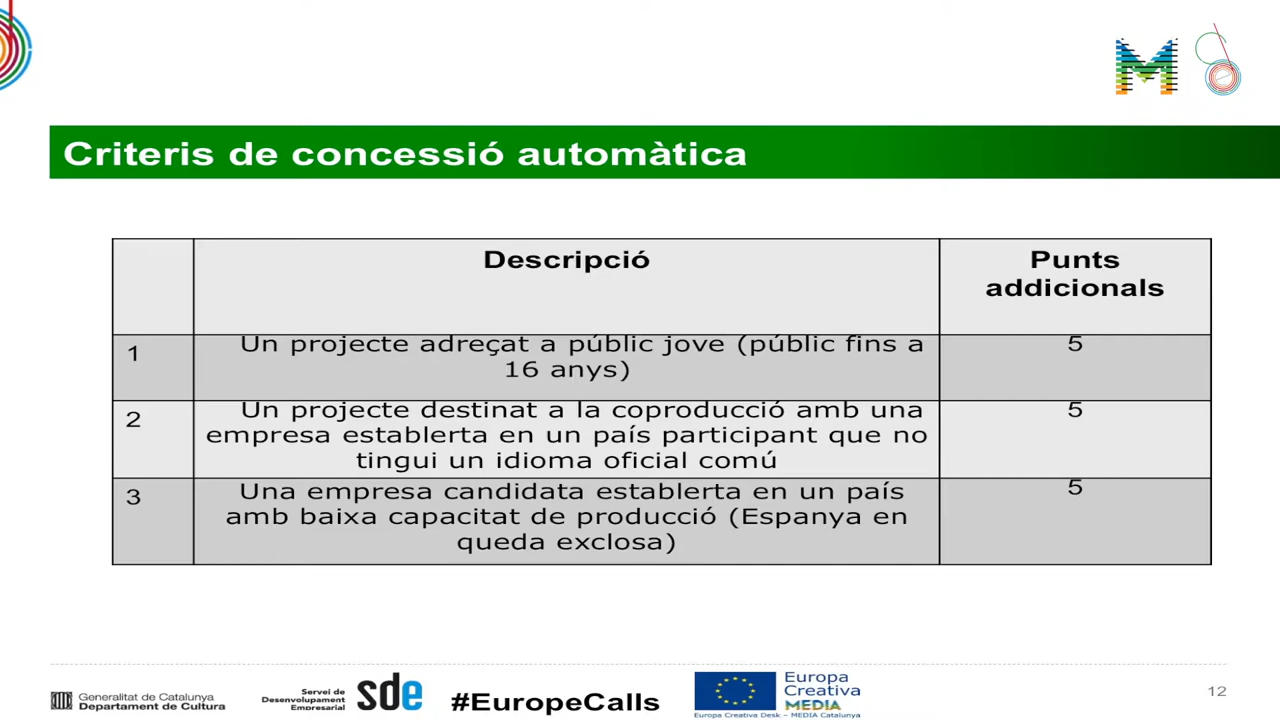 Criteris de concessió automàtica
Descripció
Punts
addicionals
1
Un projecte adreçat a públic jove (públic fins a
16 anys)
5
2
Un projecte destinat a la coproducció amb una
empresa establerta en un país participant que no
tingui un idioma oficial comú
5
3
Una empresa candidata establerta en un país
amb baixa capacitat de producció (Espanya en
queda exclosa)
5
Generalitat de Catalunya
Departament de Cultura
Servei de
Desenvolupament
Empresarial
sde
#EuropeCalls
Europa
Creativa
MEDIA
Europa Creative Desk – MEDIA Catalunya
12